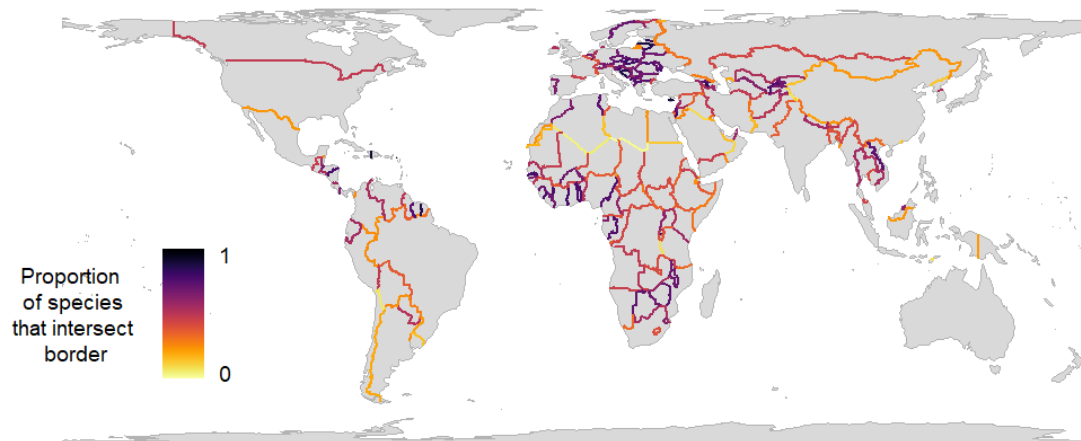 Proportion
of species
that intersect
border
1
0